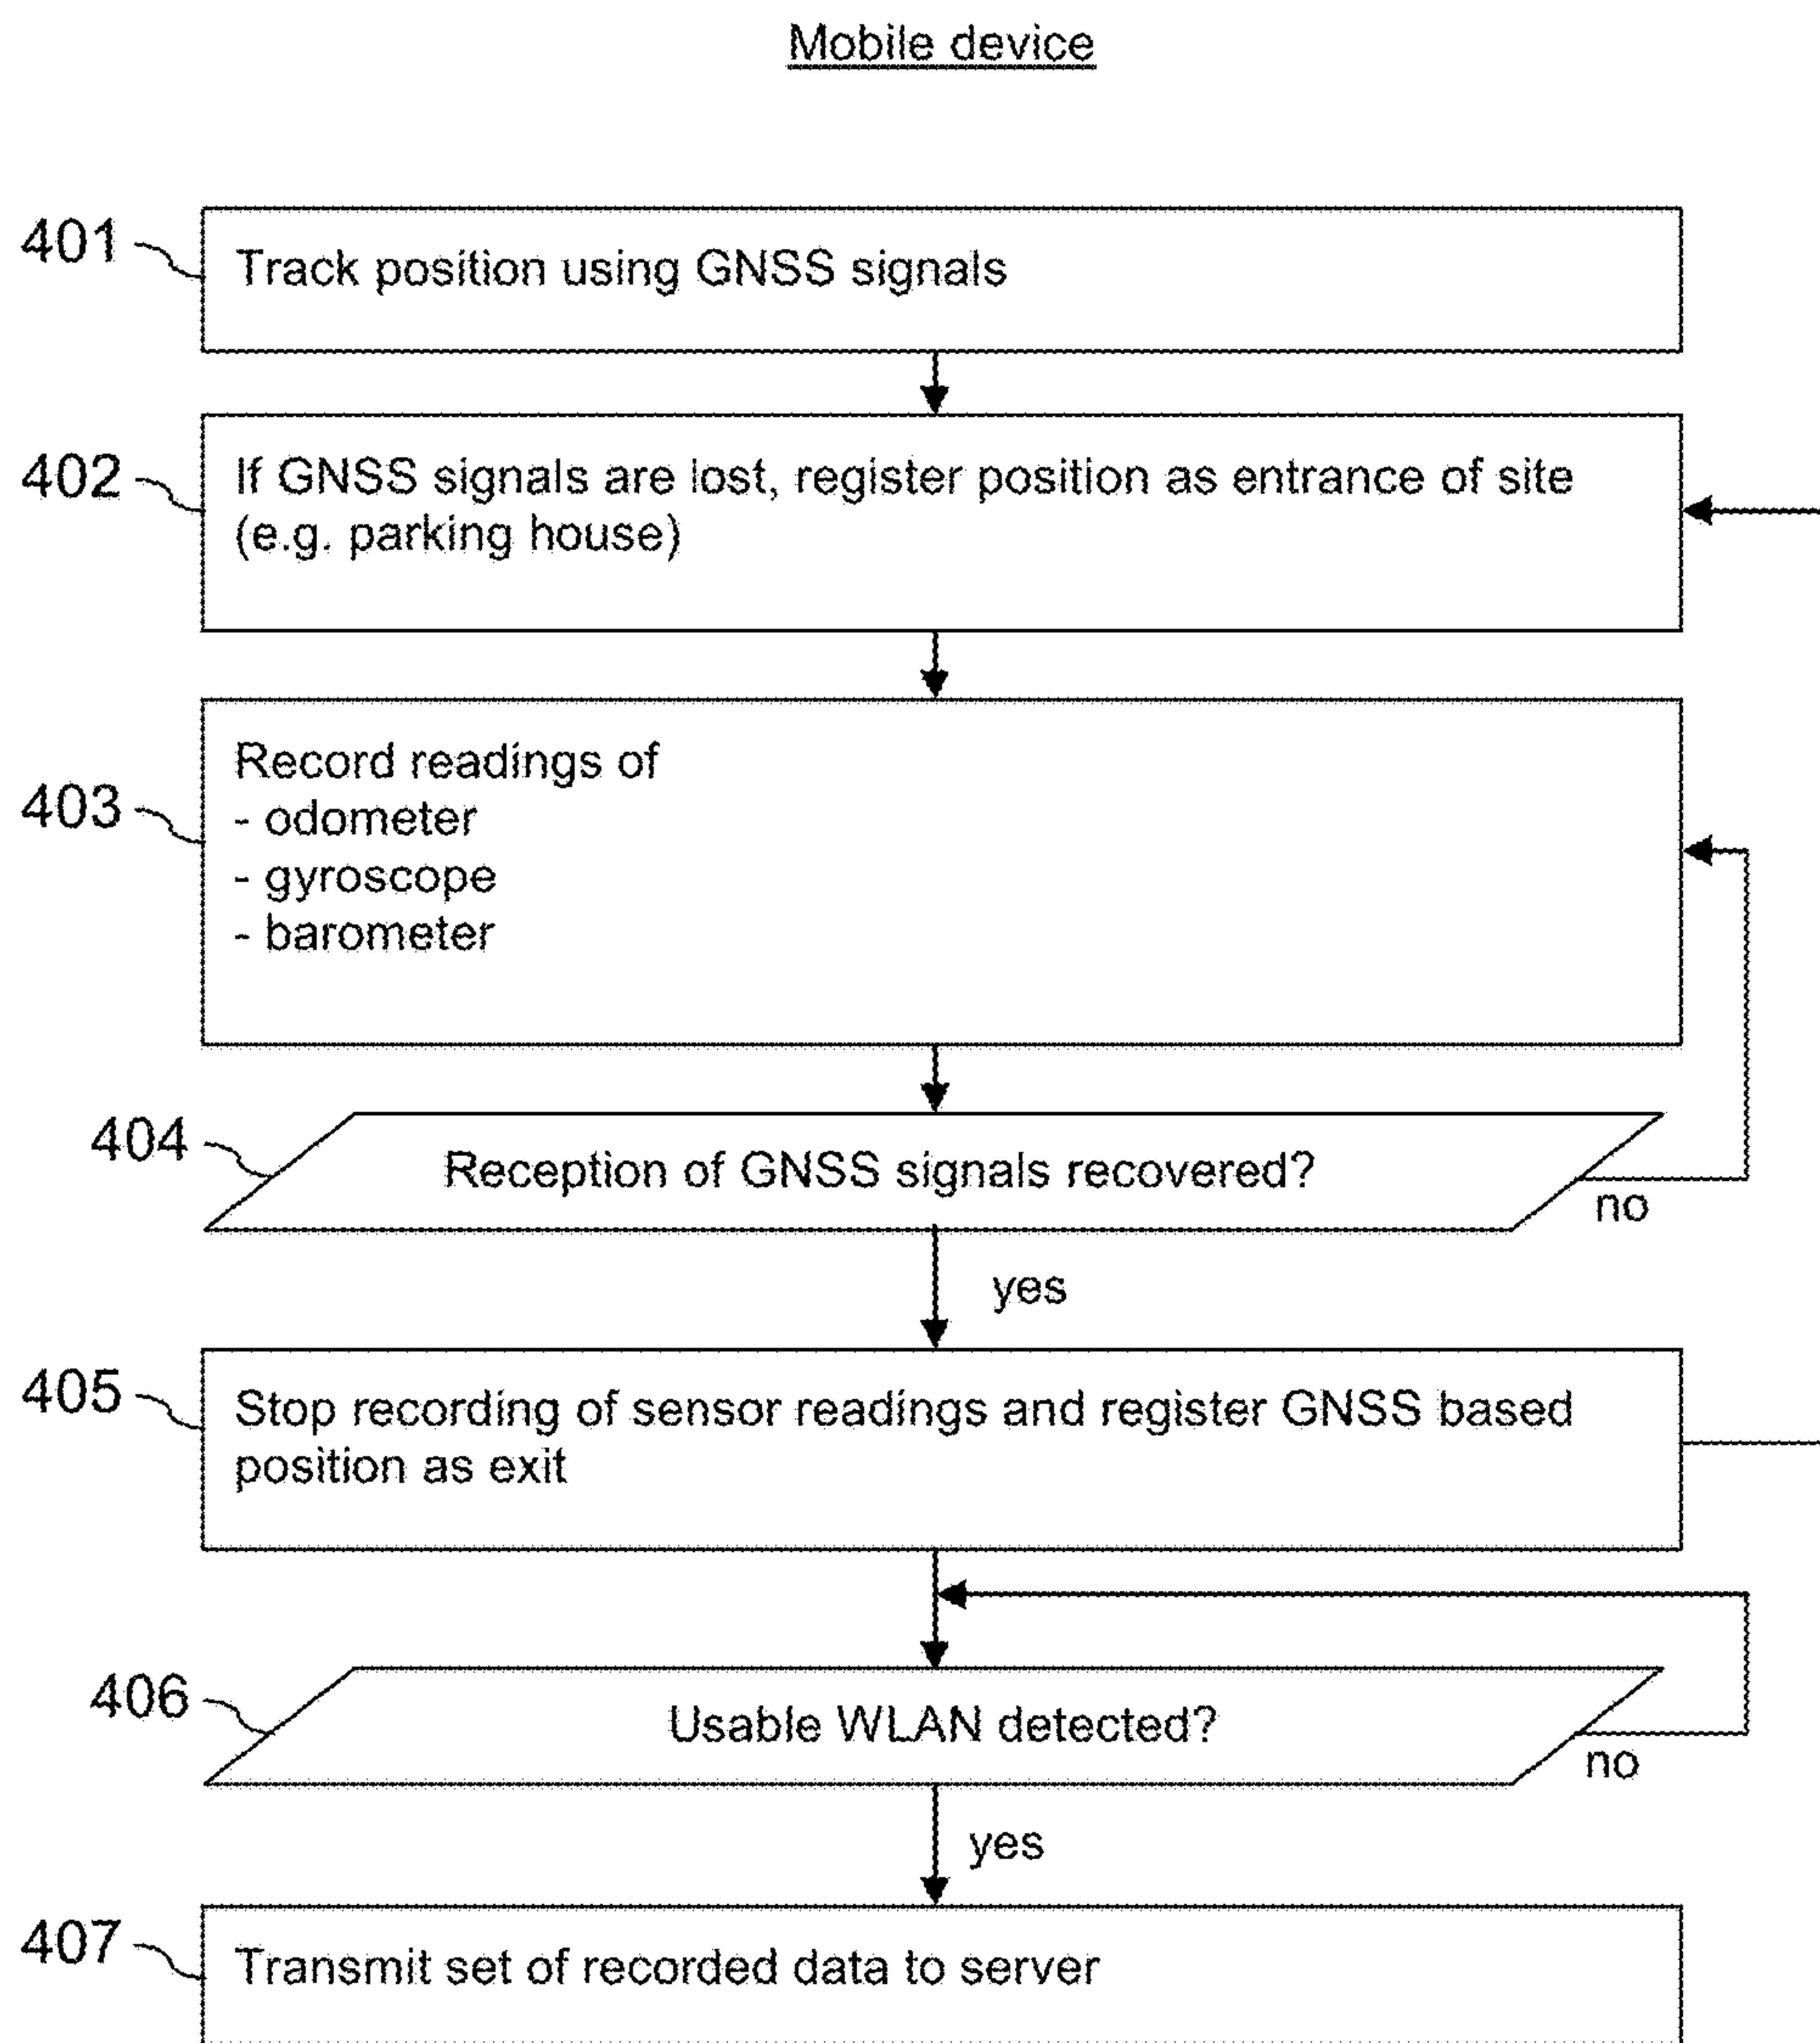 Mobile device
401
Track position using GNSS signals
402
If GNSS signals are lost, register position as entrance of site
(e.g. parking house)
403
Record readings of
- odometer
- gyroscope
- barometer
404
Reception of GNSS signals recovered?
no
yes
405
Stop recording of sensor readings and register GNSS based
position as exit
406
Usable WLAN detected?
no
yes
407
Transmit set of recorded data to server